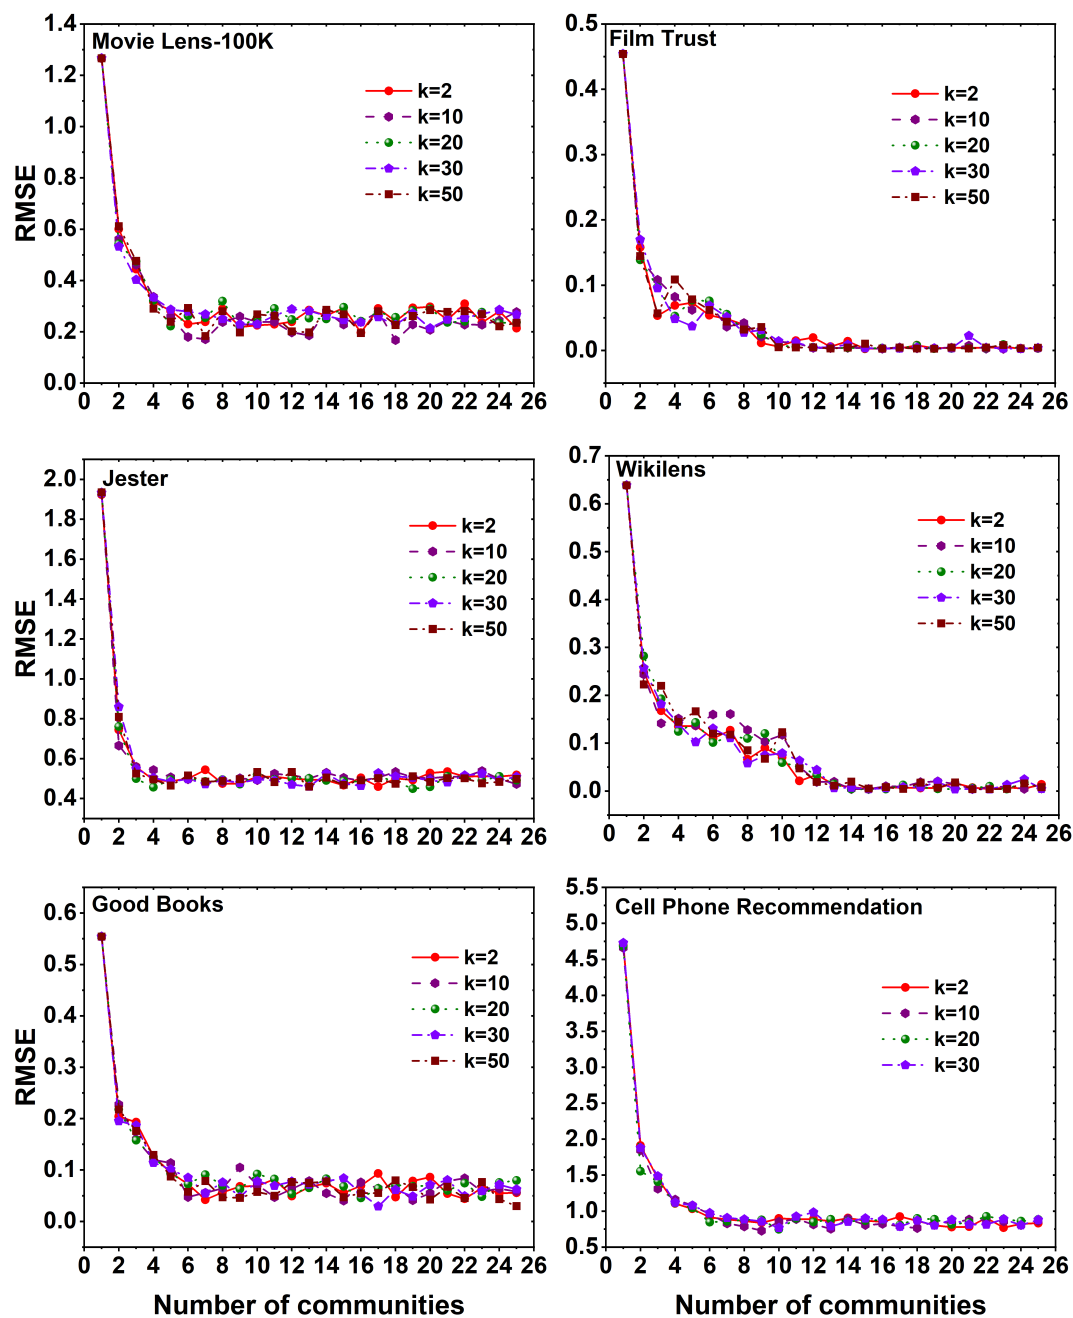 Movie Lens-100K
RMSE
1.4
1.2
1.0
0.8
0.6
0.4
0.2
0.0
k=2
k=10
k=20
k=30
k=50
0 2 4 6 8 10 12 14 16 18 20 22 24 26
Film Trust
0.5
0.4
0.3
0.2
0.1
0.0
k=2
k=10
k=20
k=30
k=50
0 2 4 6 8 10 12 14 16 18 20 22 24 26
Jester
RMSE
2.0
1.8
1.6
1.4
1.2
1.0
0.8
0.6
0.4
k=2
k=10
k=20
k=30
k=50
0 2 4 6 8 10 12 14 16 18 20 22 24 26
Wikilens
0.7
0.6
0.5
0.4
0.3
0.2
0.1
0.0
k=2
k=10
k=20
k=30
k=50
0 2 4 6 8 10 12 14 16 18 20 22 24 26
Good Books
RMSE
0.6
0.5
0.4
0.3
0.2
0.1
0.0
k=2
k=10
k=20
k=30
k=50
0 2 4 6 8 10 12 14 16 18 20 22 24 26
Number of communities
Cell Phone Recommendation
5.5
5.0
4.5
4.0
3.5
3.0
2.5
2.0
1.5
1.0
0.5
k=2
k=10
k=20
k=30
0 2 4 6 8 10 12 14 16 18 20 22 24 26
Number of communities